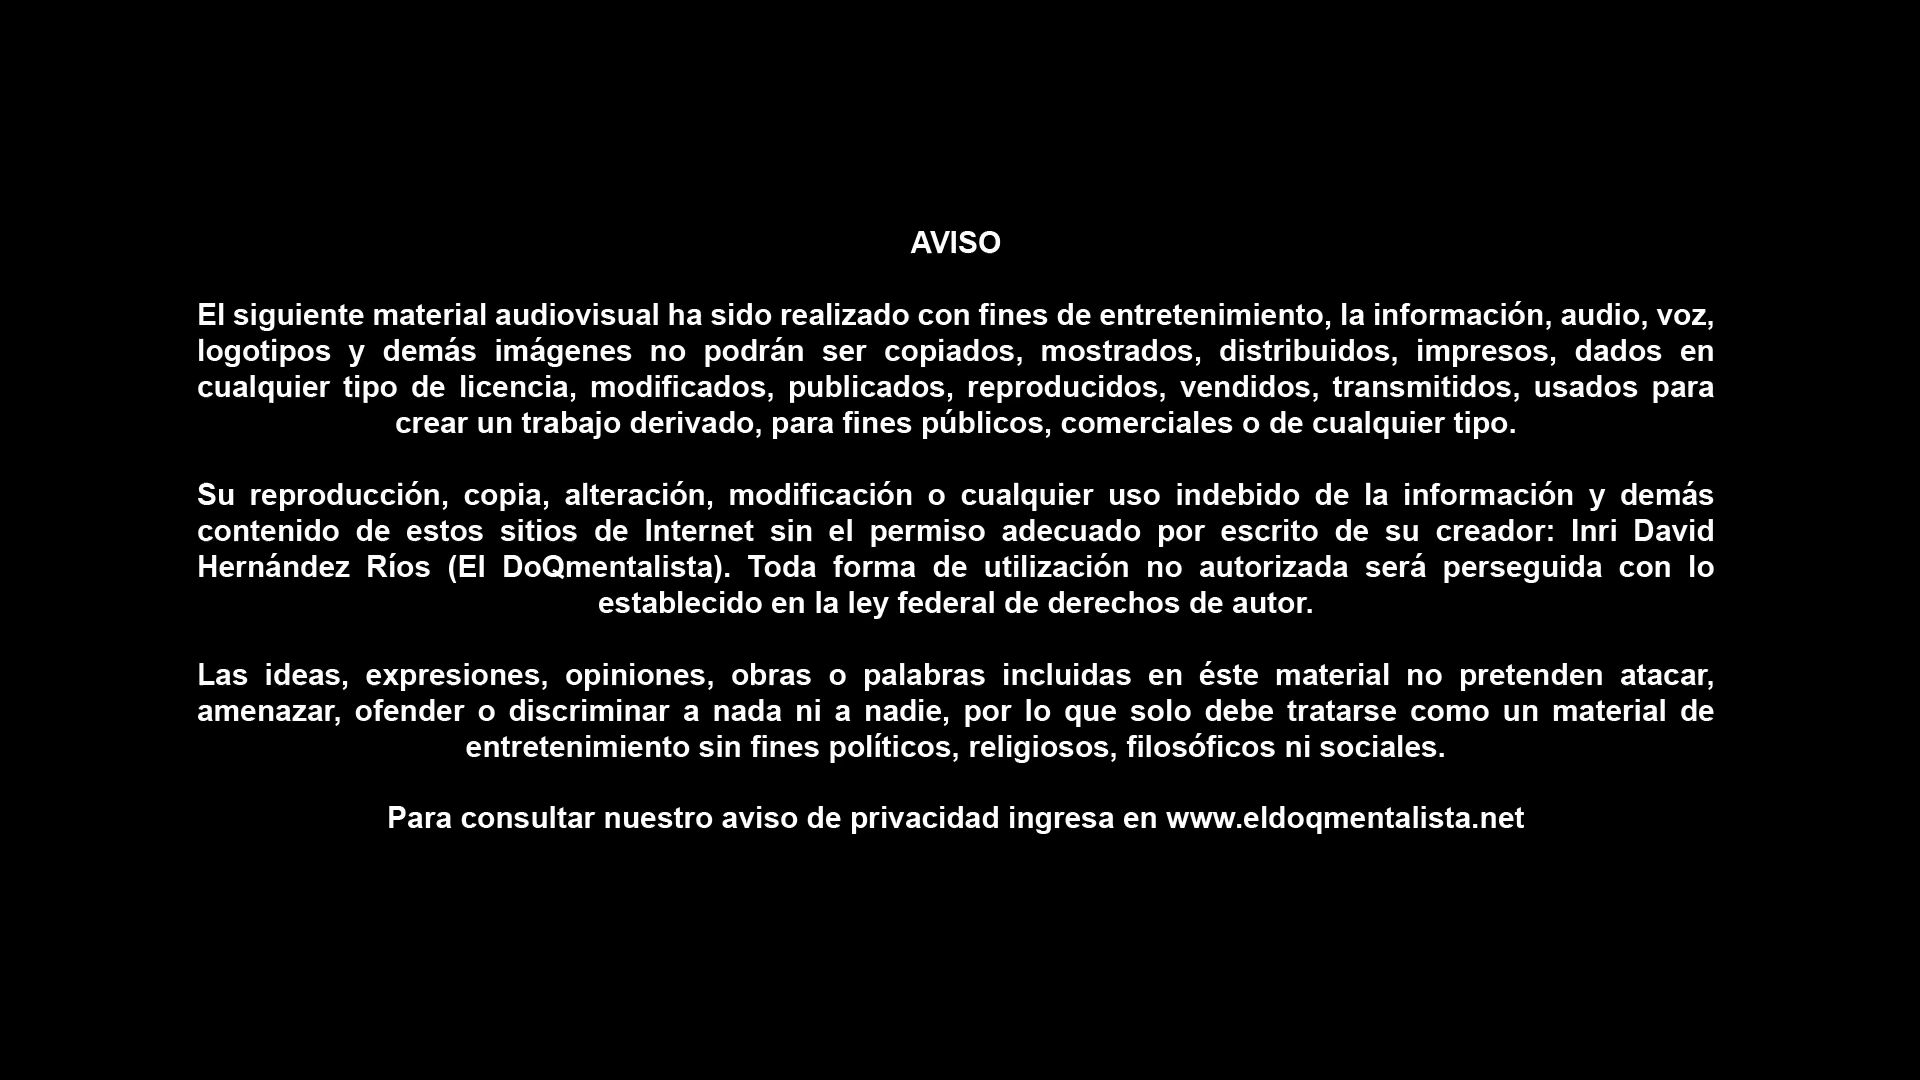 AVISO
El siguiente material audiovisual ha sido realizado con fines de entretenimiento, la información, audio, voz,
logotipos y demás imágenes no podrán ser copiados, mostrados, distribuidos, impresos, dados en
cualquier tipo de licencia, modificados, publicados, reproducidos, vendidos, transmitidos, usados para
crear un trabajo derivado, para fines públicos, comerciales o de cualquier tipo.
Su reproducción, copia, alteración, modificación o cualquier uso indebido de la información y demás
contenido de estos sitios de Internet sin el permiso adecuado por escrito de su creador: Inri David
Hernández Ríos (El DoQmentalista). Toda forma de utilización no autorizada será perseguida con lo
establecido en la ley federal de derechos de autor.
Las ideas, expresiones, opiniones, obras o palabras incluidas en éste material no pretenden atacar,
amenazar, ofender o discriminar a nada ni a nadie, por lo que solo debe tratarse como un material de
entretenimiento sin fines políticos, religiosos, filosóficos ni sociales.
Para consultar nuestro aviso de privacidad ingresa en www.eldoqmentalista.net